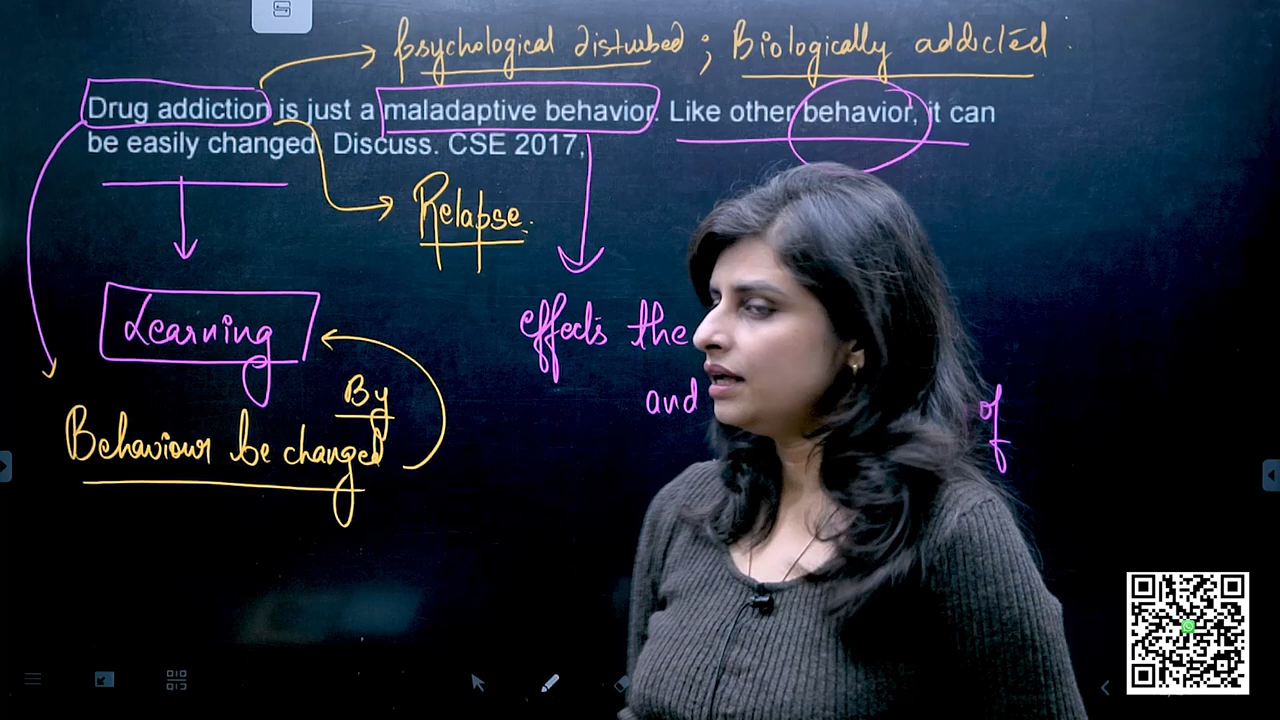 Psychological disturbed ; Biologically addicted .
Drug addiction is just a maladaptive behavior. Like other behavior, it can
be easily changed. Discuss. CSE 2017,
Relapse.
Learning
effects the
By
and of
Behaviour be changed